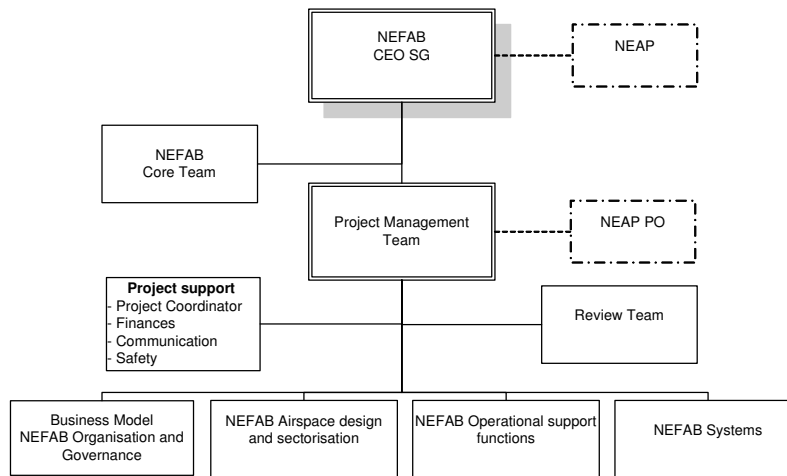 NEFAB
CEO SG
NEAP
NEFAB
Core Team
Project Management
Team
NEAP PO
Project support
- Project Coordinator
- Finances
- Communication
- Safety
Review Team
Business Model
NEFAB Organisation and
Governance
NEFAB Airspace design
and sectorisation
NEFAB Operational support
functions
NEFAB Systems